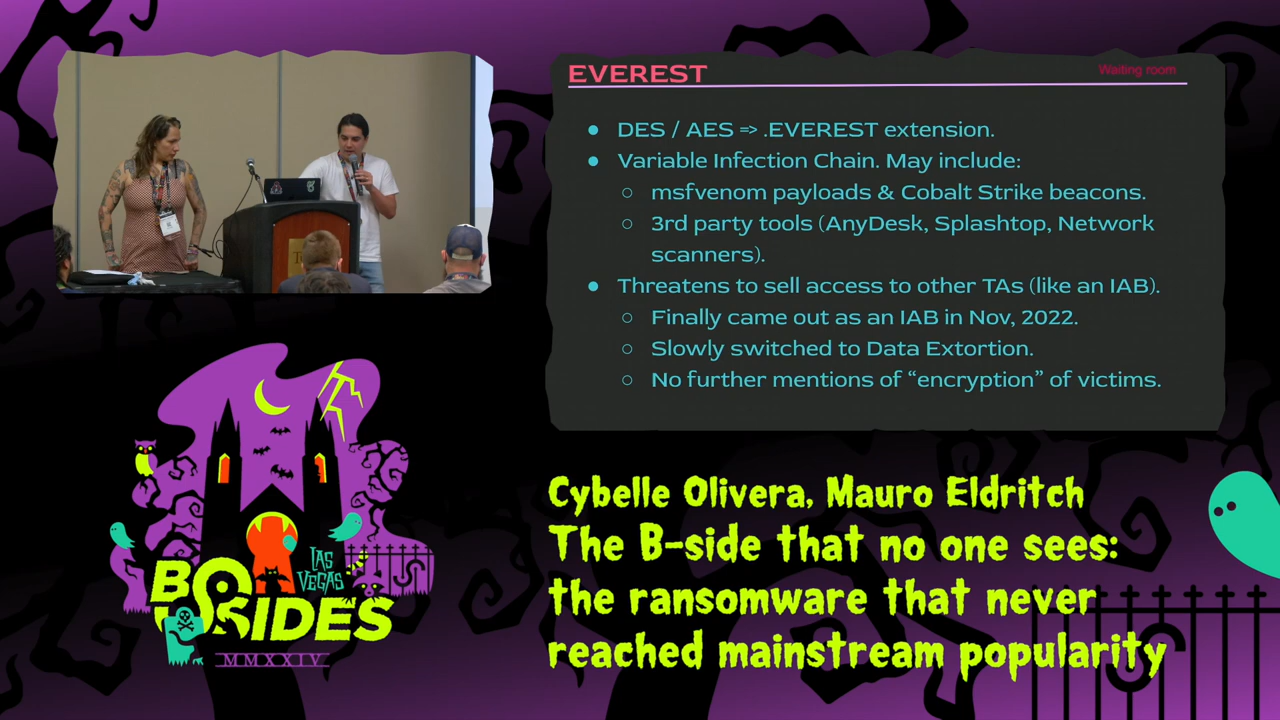 EVEREST
Waiting room
● DES / AES => .EVEREST extension.
● Variable Infection Chain. May include:
○ msfvenom payloads & Cobalt Strike beacons.
○ 3rd party tools (AnyDesk, Splashtop, Network
scanners).
● Threatens to sell access to other TAs (like an IAB).
○ Finally came out as an IAB in Nov, 2022.
○ Slowly switched to Data Extortion.
○ No further mentions of “encryption” of victims.
LAS
VEGAS
BSIDES
MMXXIV
Cybelle Olivera, Mauro Eldritch
The B-side that no one sees:
the ransomware that never
reached mainstream popularity